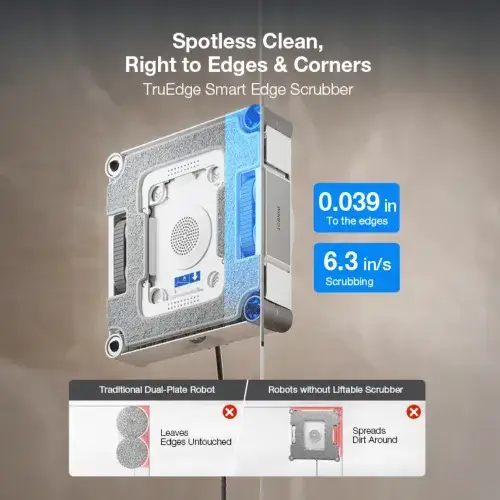 Spotless Clean,
Right to Edges & Corners
TruEdge Smart Edge Scrubber
0.039 in
To the edges
6.3 in/s
Scrubbing
Traditional Dual-Plate Robot
Robots without Liftable Scrubber
Leaves
Edges Untouched
Spreads
Dirt Around